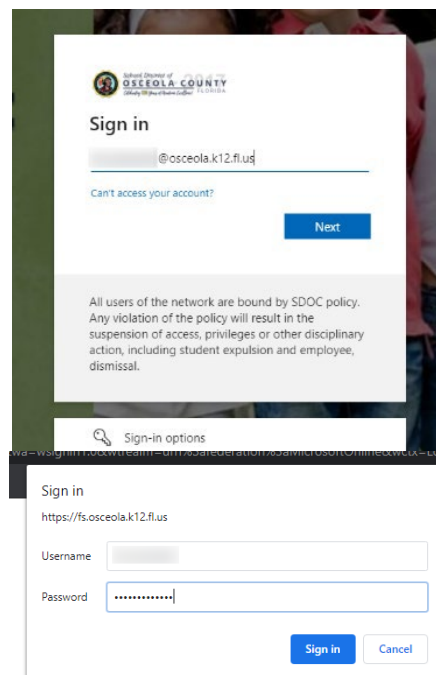 School District of
OSCEOLA COUNTY
FLORIDA
Sign in
@osceola.k12.fl.us
Can't access your account?
Next
All users of the network are bound by SDOC policy.
Any violation of the policy will result in the
suspension of access, privileges or other disciplinary
action, including student expulsion and employee,
dismissal.
Sign-in options
Sign in
https://fs.osceola.k12.fl.us
Username
Password
Sign in
Cancel